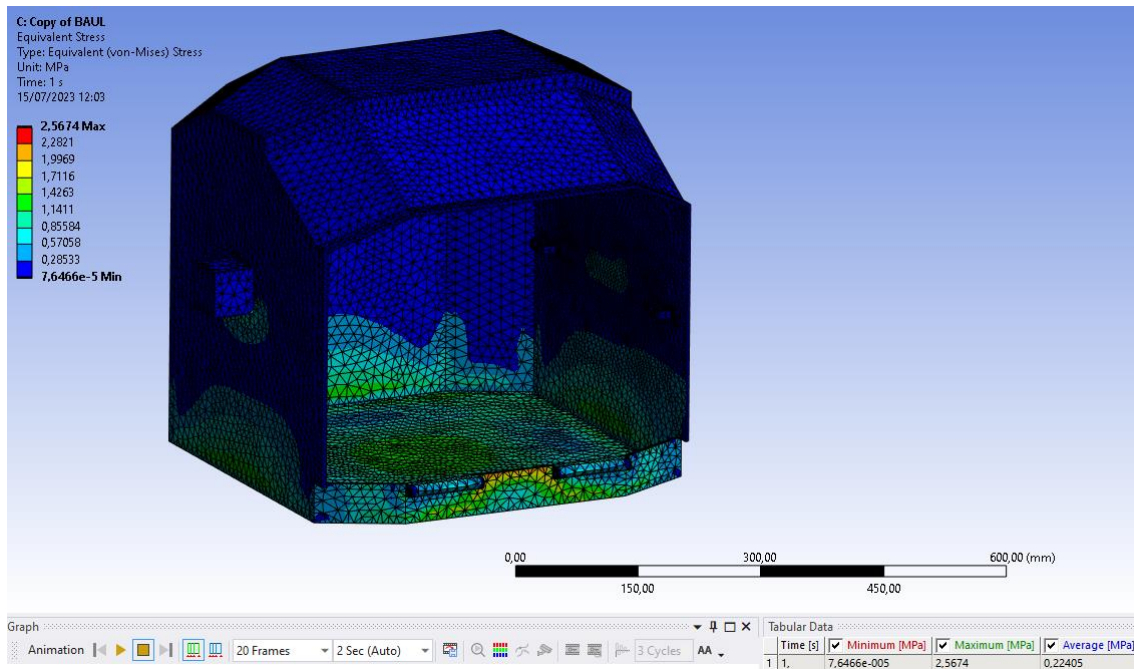 C: Copy of BAUL
Equivalent Stress
Type: Equivalent (von-Mises) Stress
Unit: MPa
Time: 1 s
15/07/2023 12:03
2,5674 Max
2,2821
1,9969
1,7116
1,4263
1,1411
0,85584
0,57058
0,28533
7,6466e-5 Min
0,00 300,00 600,00 (mm)
150,00 450,00
Graph
Animation 20 Frames 2 Sec (Auto) 3 Cycles AA
Tabular Data
Time [s] Minimum [MPa] Maximum [MPa] Average [MPa]
1 1, 7,6466e-005 2,5674 0,22405